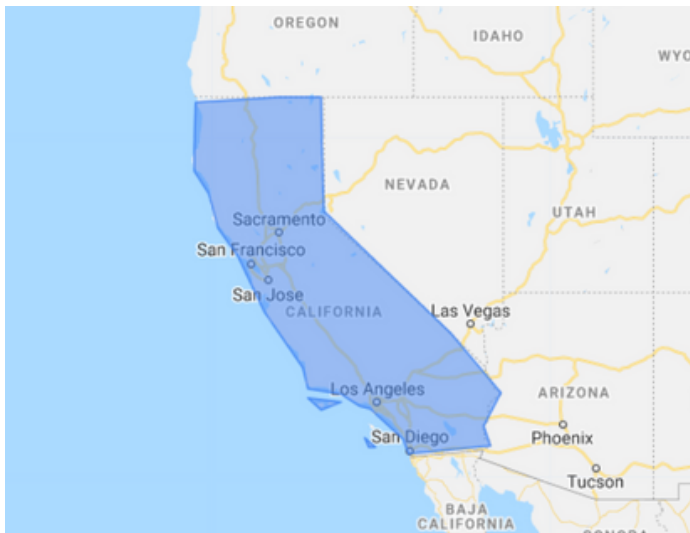 OREGON
IDAHO
WYO
NEVADA
UTAH
Sacramento
San Francisco
San Jose
CALIFORNIA
Las Vegas
Los Angeles
ARIZONA
San Diego
Phoenix
Tucson
BAJA
CALIFORNIA
SONORA